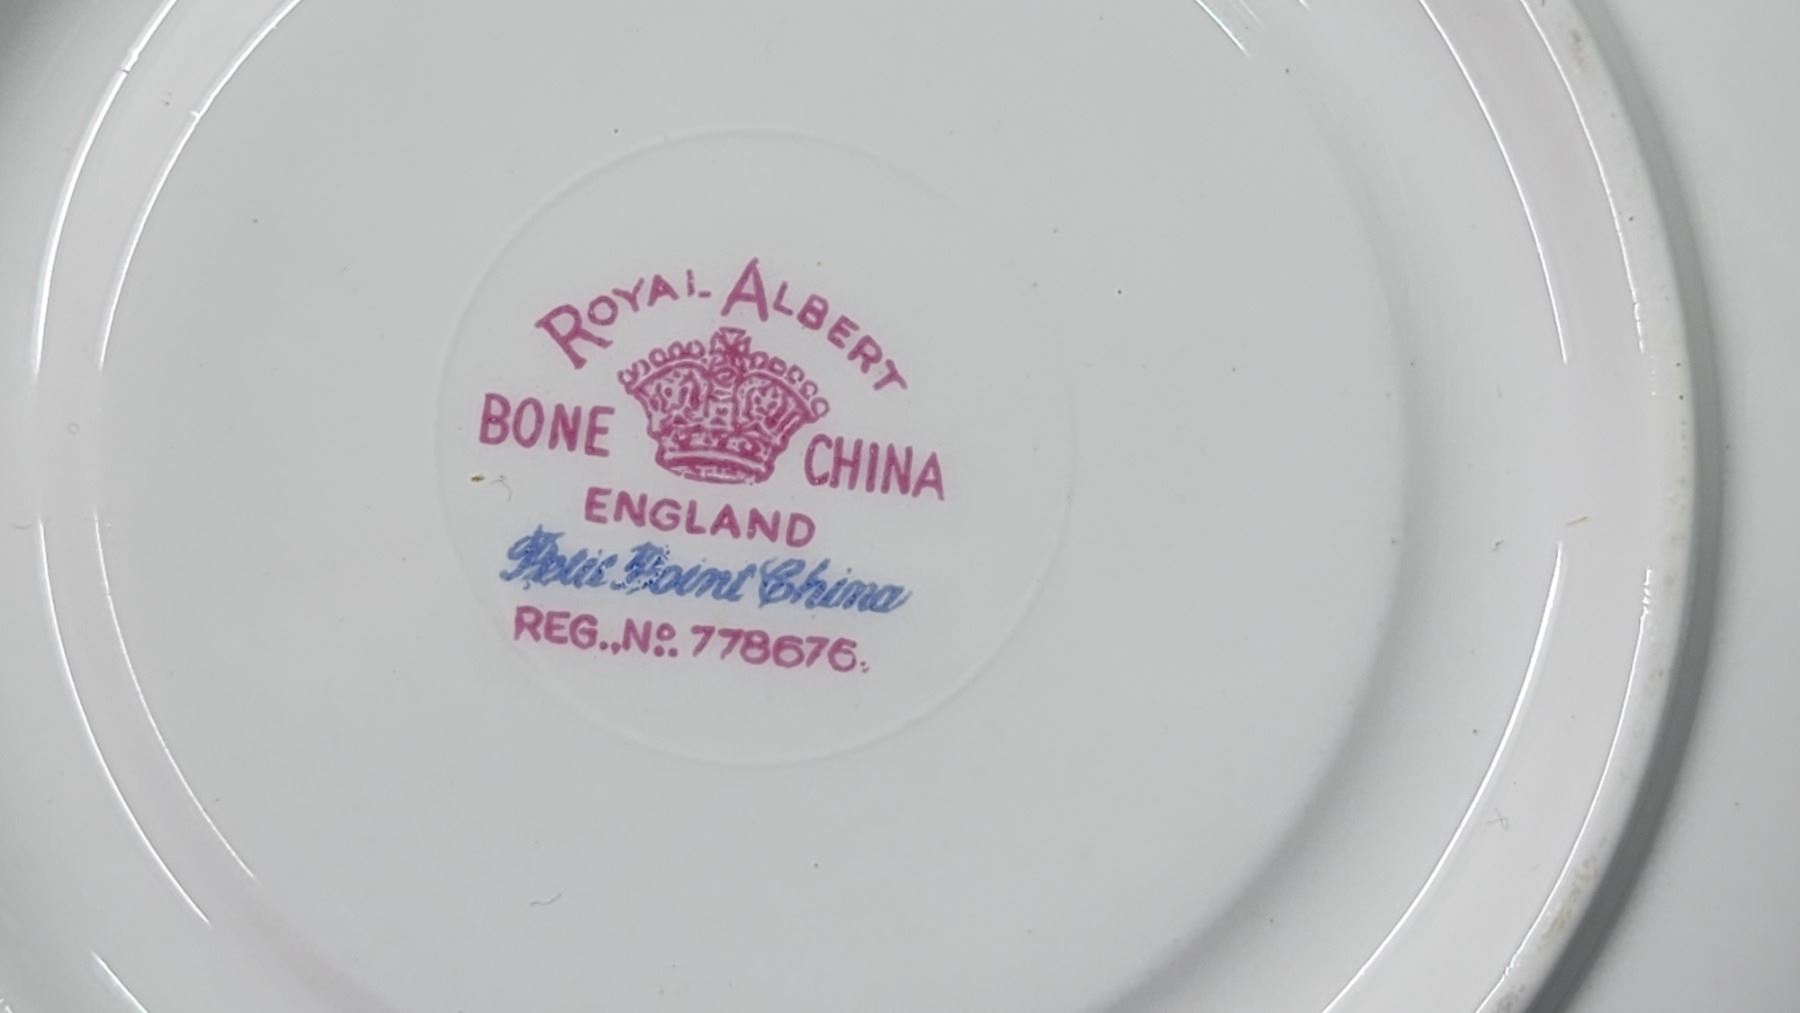 ROYAL ALBERT
BONE CHINA
ENGLAND
Petit Point China
REG., Nº: 778676.